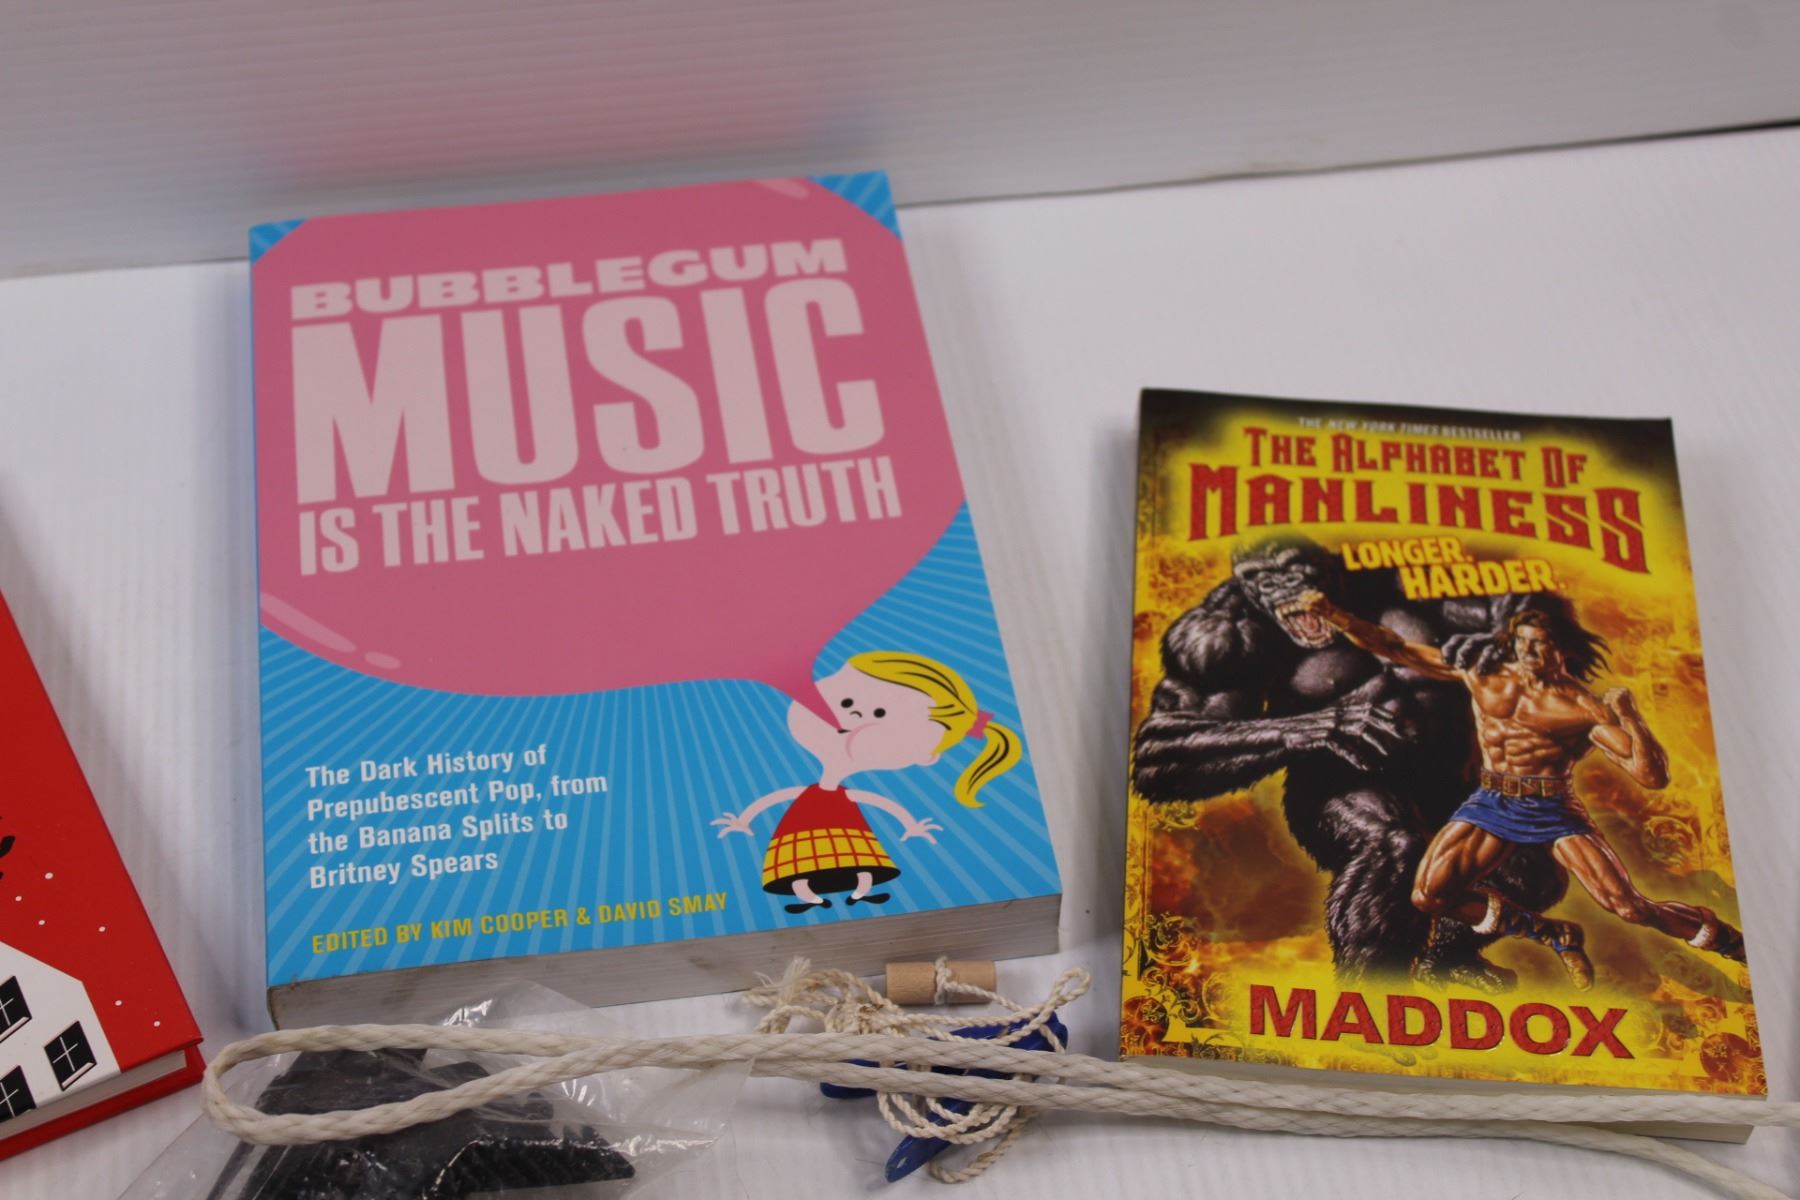 BUBBLEGUM
MUSIC
IS THE NAKED TRUTH
The Dark History of
Prepubescent Pop, from
the Banana Splits to
Britney Spears
EDITED BY KIM COOPER & DAVID SMAY
THE NEW YORK TIMES BESTSELLER
THE ALPHABET OF
MANLINESS
LONGER.
HARDER.
MADDOX